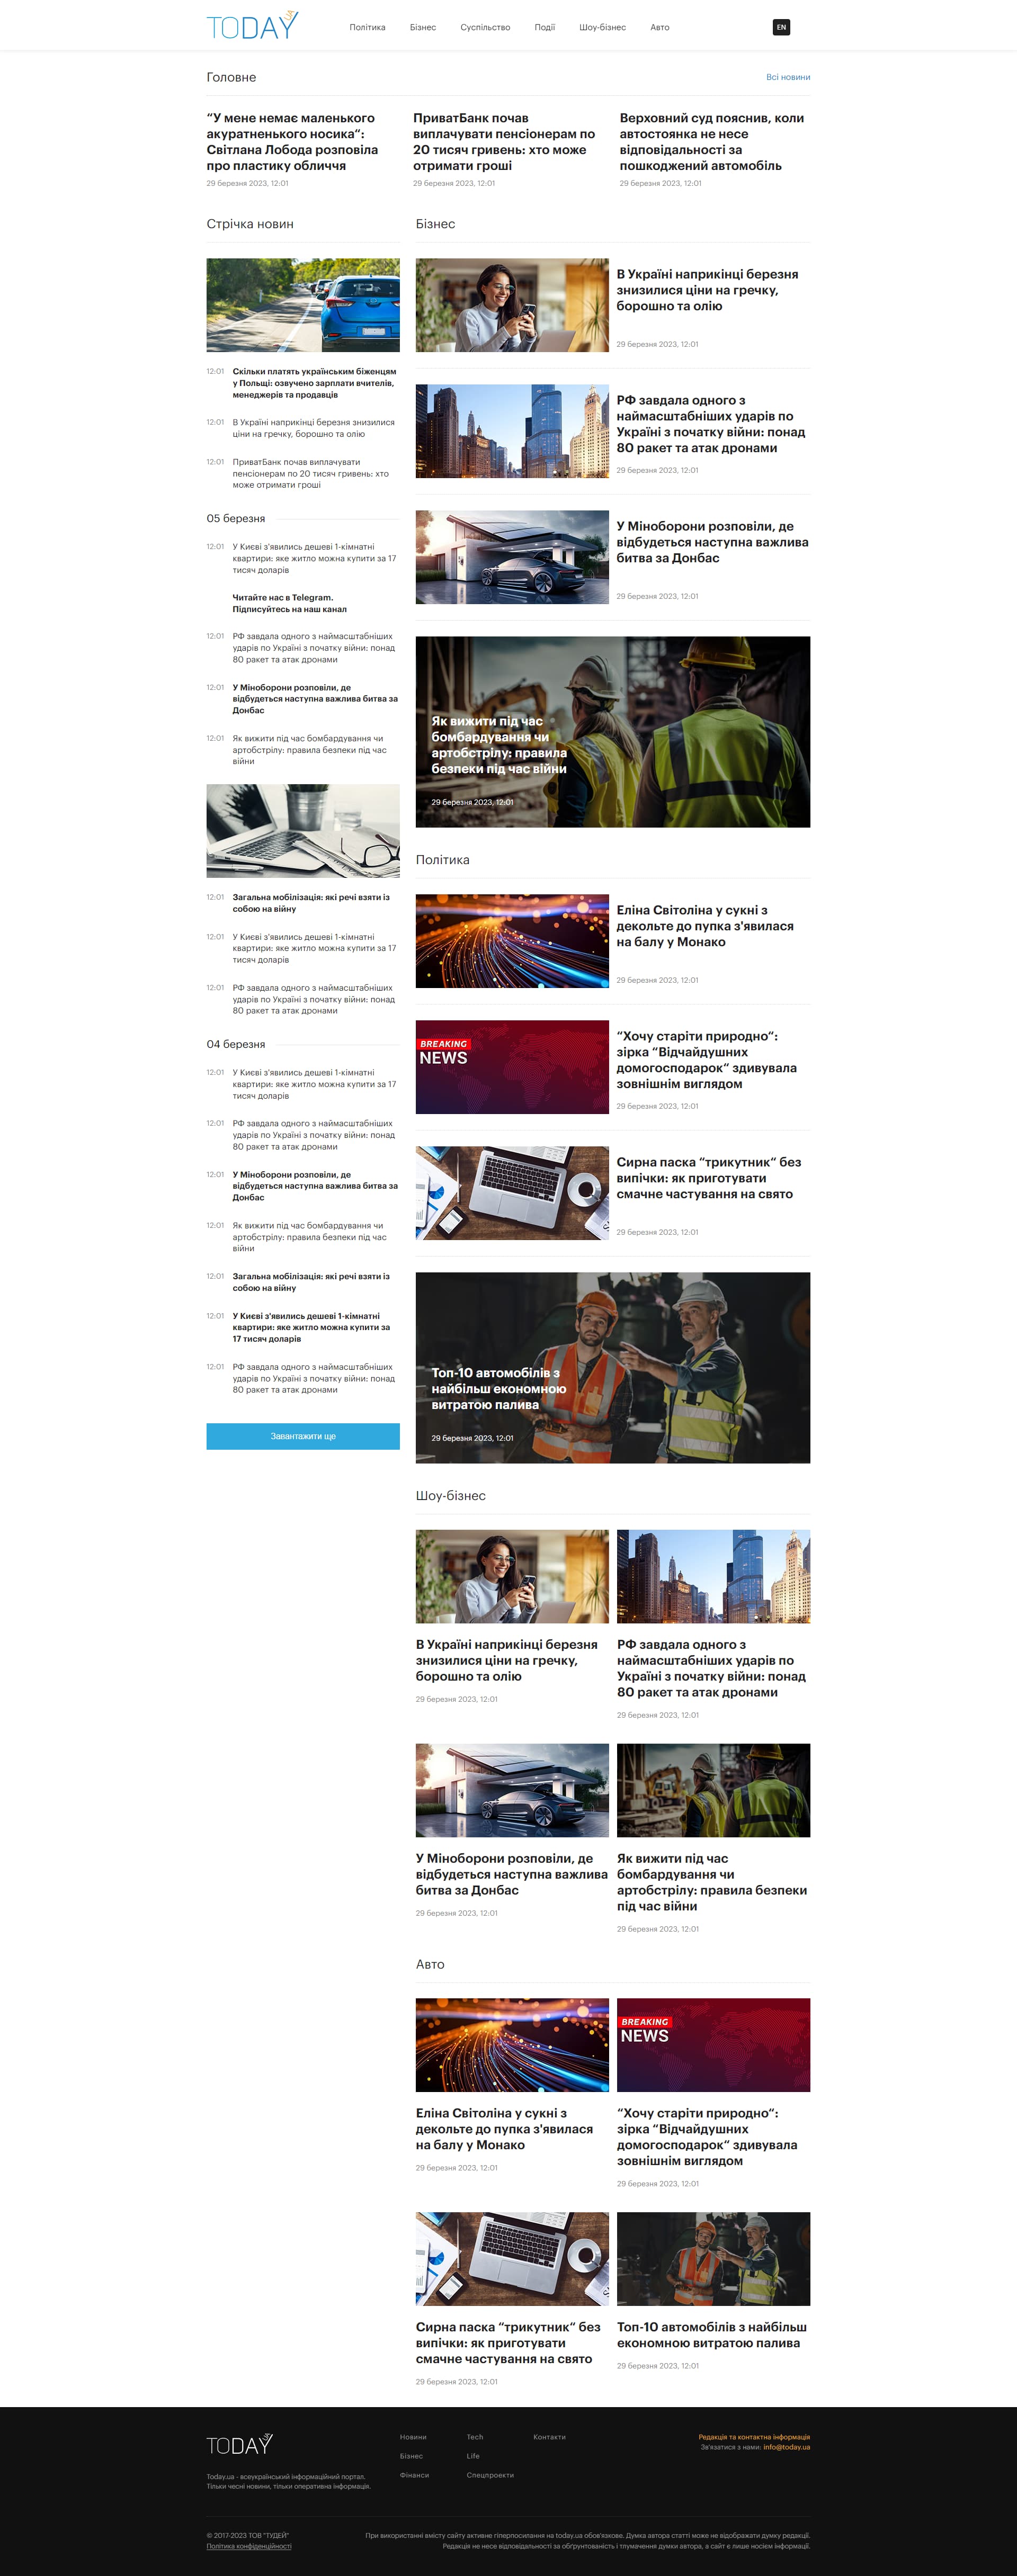 TODAY
Політика
Бізнес
Суспільство
Події
Шоу-бізнес
Авто
EN
Головне
Всі новини
“У мене немає маленького
акуратненького носика“:
Світлана Лобода розповіла
про пластику обличчя
29 березня 2023, 12:01
ПриватБанк почав
виплачувати пенсіонерам по
20 тисяч гривень: хто може
отримати гроші
29 березня 2023, 12:01
Верховний суд пояснив, коли
автостоянка не несе
відповідальності за
пошкоджений автомобіль
29 березня 2023, 12:01
Стрічка новин
12:01 Скільки платять українським біженцям
у Польщі: озвучено зарплати вчителів,
менеджерів та продавців
12:01 В Україні наприкінці березня знизилися
ціни на гречку, борошно та олію
12:01 ПриватБанк почав виплачувати
пенсіонерам по 20 тисяч гривень: хто
може отримати гроші
05 березня
12:01 У Києві з'явились дешеві 1-кімнатні
квартири: яке житло можна купити за 17
тисяч доларів
Читайте нас в Telegram.
Підписуйтесь на наш канал
12:01 РФ завдала одного з наймасштабніших
ударів по Україні з початку війни: понад
80 ракет та атак дронами
12:01 У Міноборони розповіли, де
відбудеться наступна важлива битва за
Донбас
12:01 Як вижити під час бомбардування чи
артобстрілу: правила безпеки під час
війни
12:01 Загальна мобілізація: які речі взяти із
собою на війну
12:01 У Києві з'явились дешеві 1-кімнатні
квартири: яке житло можна купити за 17
тисяч доларів
12:01 РФ завдала одного з наймасштабніших
ударів по Україні з початку війни: понад
80 ракет та атак дронами
04 березня
12:01 У Києві з'явились дешеві 1-кімнатні
квартири: яке житло можна купити за 17
тисяч доларів
12:01 РФ завдала одного з наймасштабніших
ударів по Україні з початку війни: понад
80 ракет та атак дронами
12:01 У Міноборони розповіли, де
відбудеться наступна важлива битва за
Донбас
12:01 Як вижити під час бомбардування чи
артобстрілу: правила безпеки під час
війни
12:01 Загальна мобілізація: які речі взяти із
собою на війну
12:01 У Києві з'явились дешеві 1-кімнатні
квартири: яке житло можна купити за
17 тисяч доларів
12:01 РФ завдала одного з наймасштабніших
ударів по Україні з початку війни: понад
80 ракет та атак дронами
Завантажити ще
Бізнес
В Україні наприкінці березня
знизилися ціни на гречку,
борошно та олію
29 березня 2023, 12:01
РФ завдала одного з
наймасштабніших ударів по
Україні з початку війни: понад
80 ракет та атак дронами
29 березня 2023, 12:01
У Міноборони розповіли, де
відбудеться наступна важлива
битва за Донбас
29 березня 2023, 12:01
Як вижити під час
бомбардування чи
артобстрілу: правила
безпеки під час війни
29 березня 2023, 12:01
Політика
Еліна Світоліна у сукні з
декольте до пупка з'явилася
на балу у Монако
29 березня 2023, 12:01
BREAKING
NEWS
“Хочу старіти природно“:
зірка “Відчайдушних
домогосподарок“ здивувала
зовнішнім виглядом
29 березня 2023, 12:01
Сирна паска “трикутник“ без
випічки: як приготувати
смачне частування на свято
29 березня 2023, 12:01
Топ-10 автомобілів з
найбільш економною
витратою палива
29 березня 2023, 12:01
Шоу-бізнес
В Україні наприкінці березня
знизилися ціни на гречку,
борошно та олію
29 березня 2023, 12:01
РФ завдала одного з
наймасштабніших ударів по
Україні з початку війни: понад
80 ракет та атак дронами
29 березня 2023, 12:01
У Міноборони розповіли, де
відбудеться наступна важлива
битва за Донбас
29 березня 2023, 12:01
Як вижити під час
бомбардування чи
артобстрілу: правила безпеки
під час війни
29 березня 2023, 12:01
Авто
Еліна Світоліна у сукні з
декольте до пупка з'явилася
на балу у Монако
29 березня 2023, 12:01
BREAKING
NEWS
“Хочу старіти природно“:
зірка “Відчайдушних
домогосподарок“ здивувала
зовнішнім виглядом
29 березня 2023, 12:01
Сирна паска “трикутник“ без
випічки: як приготувати
смачне частування на свято
29 березня 2023, 12:01
Топ-10 автомобілів з найбільш
економною витратою палива
29 березня 2023, 12:01
TODAY
Today.ua - всеукраїнський інформаційний портал.
Тільки чесні новини, тільки оперативна інформація.
Новини
Бізнес
Фінанси
Tech
Life
Спецпроекти
Контакти
Редакція та контактна інформація
Зв'язатися з нами: info@today.ua
© 2017-2023 ТОВ "ТУДЕЙ"
Політика конфіденційності
При використанні вмісту сайту активне гіперпосилання на today.ua обов'язкове. Думка автора статті може не відображати думку редакції.
Редакція не несе відповідальності за обґрунтованість і тлумачення думки автора, а сайт є лише носієм інформації.